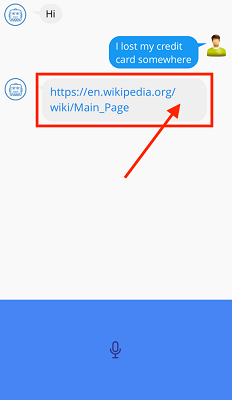 Hi
I lost my credit
card somewhere
https://en.wikipedia.org/
wiki/Main_Page